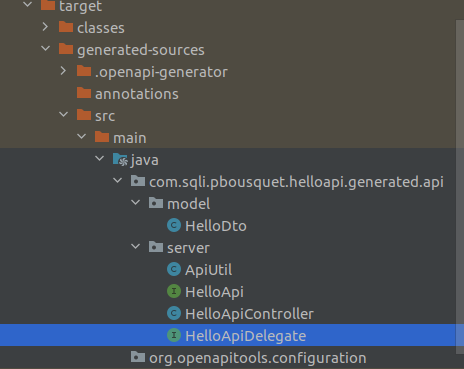 target
classes
generated-sources
.openapi-generator
annotations
src
main
java
com.sqli.pbousquet.helloapi.generated.api
model
C HelloDto
server
C ApiUtil
I HelloApi
C HelloApiController
I HelloApiDelegate
org.openapitools.configuration